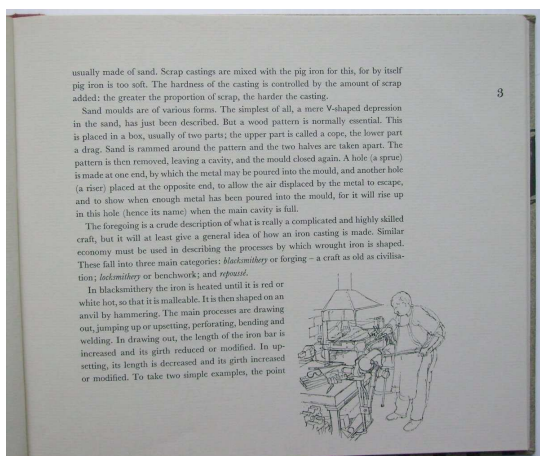 usually made of sand. Scrap castings are mixed with the pig iron for this, for by itself
pig iron is too soft. The hardness of the casting is controlled by the amount of scrap
added: the greater the proportion of scrap, the harder the casting.
3
Sand moulds are of various forms. The simplest of all, a mere V-shaped depression
in the sand, has just been described. But a wood pattern is normally essential. This
is placed in a box, usually of two parts; the upper part is called a cope, the lower part
a drag. Sand is rammed around the pattern and the two halves are taken apart. The
pattern is then removed, leaving a cavity, and the mould closed again. A hole (a sprue)
is made at one end, by which the metal may be poured into the mould, and another hole
(a riser) placed at the opposite end, to allow the air displaced by the metal to escape,
and to show when enough metal has been poured into the mould, for it will rise up
in this hole (hence its name) when the main cavity is full.
The foregoing is a crude description of what is really a complicated and highly skilled
craft, but it will at least give a general idea of how an iron casting is made. Similar
economy must be used in describing the processes by which wrought iron is shaped.
These fall into three main categories: blacksmithery or forging – a craft as old as civilisa-
tion; locksmithery or benchwork; and repoussé.
In blacksmithery the iron is heated until it is red or
white hot, so that it is malleable. It is then shaped on an
anvil by hammering. The main processes are drawing
out, jumping up or upsetting, perforating, bending and
welding. In drawing out, the length of the iron bar is
increased and its girth reduced or modified. In up-
setting, its length is decreased and its girth increased
or modified. To take two simple examples, the point